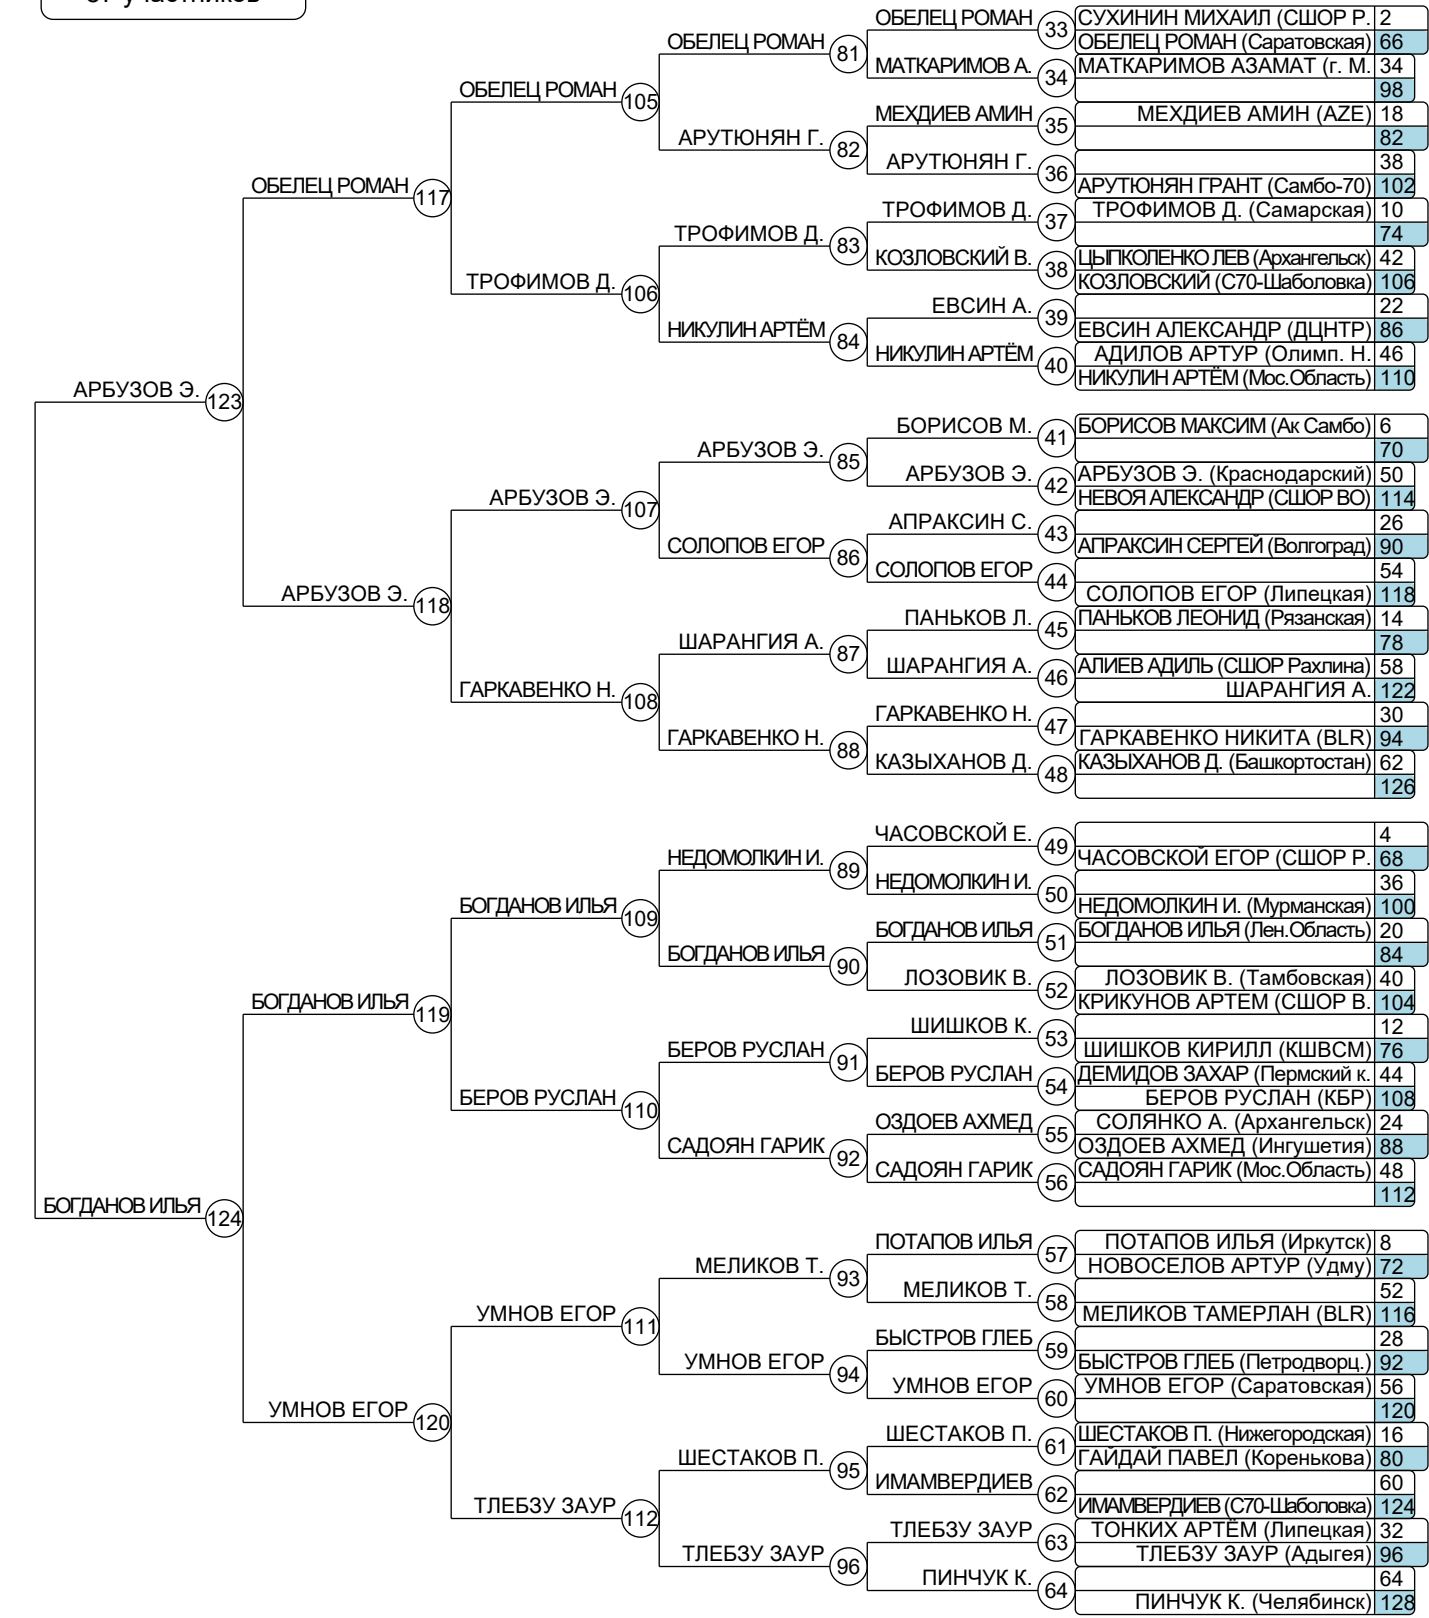 участников
ОБЕЛЕЦ РОМАН 33 СУХИНИН МИХАИЛ (СШОР Р. 2
ОБЕЛЕЦ РОМАН 81 ОБЕЛЕЦ РОМАН (Саратовская) 66
МАТКАРИМОВ А. 34 МАТКАРИМОВ АЗАМАТ (г. М. 34
ОБЕЛЕЦ РОМАН 105 98
МЕХДИЕВ АМИН 35 МЕХДИЕВ АМИН (AZE) 18
АРУТЮНЯН Г. 82 82
АРУТЮНЯН Г. 36 38
ОБЕЛЕЦ РОМАН 117 АРУТЮНЯН ГРАНТ (Самбо-70) 102
ТРОФИМОВ Д. 37 ТРОФИМОВ Д. (Самарская) 10
ТРОФИМОВ Д. 83 74
КОЗЛОВСКИЙ В. 38 ЦЫПКОЛЕНКО ЛЕВ (Архангельск) 42
ТРОФИМОВ Д. 106 КОЗЛОВСКИЙ (С70-Шаболовка) 106
ЕВСИН А. 39 22
НИКУЛИН АРТЁМ 84 ЕВСИН АЛЕКСАНДР (ДЦНТР) 86
НИКУЛИН АРТЁМ 40 АДИЛОВ АРТУР (Олимп. Н. 46
НИКУЛИН АРТЁМ (Мос.Область) 110
АРБУЗОВ Э. 123
БОРИСОВ М. 41 БОРИСОВ МАКСИМ (Ак Самбо) 6
АРБУЗОВ Э. 85 70
АРБУЗОВ Э. 42 АРБУЗОВ Э. (Краснодарский) 50
АРБУЗОВ Э. 107 НЕВОЯ АЛЕКСАНДР (СШОР ВО) 114
АПРАКСИН С. 43 26
СОЛОПОВ ЕГОР 86 АПРАКСИН СЕРГЕЙ (Волгоград) 90
СОЛОПОВ ЕГОР 44 54
АРБУЗОВ Э. 118 СОЛОПОВ ЕГОР (Липецкая) 118
ПАНЬКОВ Л. 45 ПАНЬКОВ ЛЕОНИД (Рязанская) 14
ШАРАНГИЯ А. 87 78
ШАРАНГИЯ А. 46 АЛИЕВ АДИЛЬ (СШОР Рахлина) 58
ГАРКАВЕНКО Н. 108 ШАРАНГИЯ А. 122
ГАРКАВЕНКО Н. 47 30
ГАРКАВЕНКО Н. 88 ГАРКАВЕНКО НИКИТА (BLR) 94
КАЗЫХАНОВ Д. 48 КАЗЫХАНОВ Д. (Башкортостан) 62
126
ЧАСОВСКОЙ Е. 49 4
НЕДОМОЛКИН И. 89 ЧАСОВСКОЙ ЕГОР (СШОР Р. 68
НЕДОМОЛКИН И. 50 36
БОГДАНОВ ИЛЬЯ 109 НЕДОМОЛКИН И. (Мурманская) 100
БОГДАНОВ ИЛЬЯ 51 БОГДАНОВ ИЛЬЯ (Лен.Область) 20
БОГДАНОВ ИЛЬЯ 90 84
ЛОЗОВИК В. 52 ЛОЗОВИК В. (Тамбовская) 40
БОГДАНОВ ИЛЬЯ 119 КРИКУНОВ АРТЕМ (СШОР В. 104
ШИШКОВ К. 53 12
БЕРОВ РУСЛАН 91 ШИШКОВ КИРИЛЛ (КШВСМ) 76
БЕРОВ РУСЛАН 54 ДЕМИДОВ ЗАХАР (Пермский к. 44
БЕРОВ РУСЛАН 110 БЕРОВ РУСЛАН (КБР) 108
ОЗДОЕВ АХМЕД 55 СОЛЯНКО А. (Архангельск) 24
САДОЯН ГАРИК 92 ОЗДОЕВ АХМЕД (Ингушетия) 88
САДОЯН ГАРИК 56 САДОЯН ГАРИК (Мос.Область) 48
112
БОГДАНОВ ИЛЬЯ 124
ПОТАПОВ ИЛЬЯ 57 ПОТАПОВ ИЛЬЯ (Иркутск) 8
МЕЛИКОВ Т. 93 НОВОСЕЛОВ АРТУР (Удму) 72
МЕЛИКОВ Т. 58 52
УМНОВ ЕГОР 111 МЕЛИКОВ ТАМЕРЛАН (BLR) 116
БЫСТРОВ ГЛЕБ 59 28
УМНОВ ЕГОР 94 БЫСТРОВ ГЛЕБ (Петродворц.) 92
УМНОВ ЕГОР 60 УМНОВ ЕГОР (Саратовская) 56
УМНОВ ЕГОР 120 120
ШЕСТАКОВ П. 61 ШЕСТАКОВ П. (Нижегородская) 16
ШЕСТАКОВ П. 95 ГАЙДАЙ ПАВЕЛ (Коренькова) 80
ИМАМВЕРДИЕВ 62 60
ТЛЕБЗУ ЗАУР 112 ИМАМВЕРДИЕВ (С70-Шаболовка) 124
ТЛЕБЗУ ЗАУР 63 ТОНКИХ АРТЁМ (Липецкая) 32
ТЛЕБЗУ ЗАУР 96 ТЛЕБЗУ ЗАУР (Адыгея) 96
ПИНЧУК К. 64 64
ПИНЧУК К. (Челябинск) 128